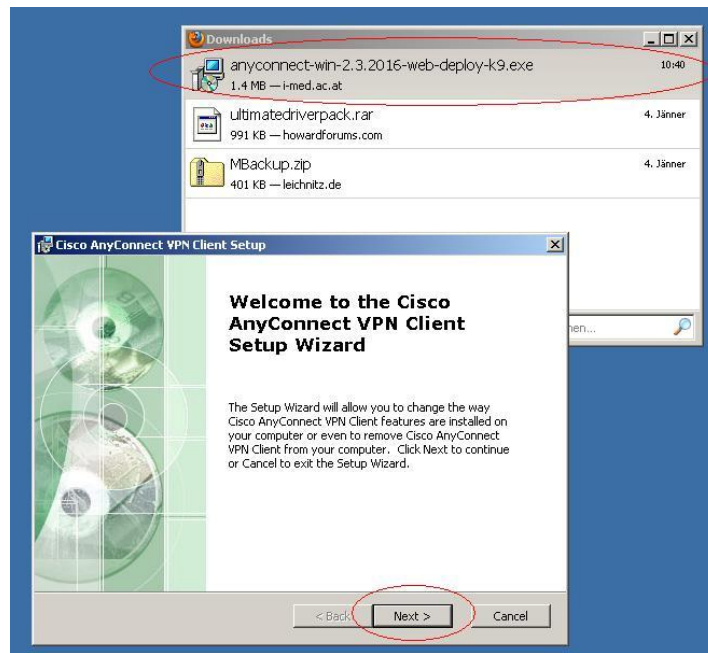 Downloads
anyconnect-win-2.3.2016-web-deploy-k9.exe 10:40
1.4 MB — i-med.ac.at
ultimatedriverpack.rar 4. Jänner
991 KB — howardforums.com
MBackup.zip 4. Jänner
401 KB — leichnitz.de
Cisco AnyConnect VPN Client Setup
Welcome to the Cisco
AnyConnect VPN Client
Setup Wizard
The Setup Wizard will allow you to change the way
Cisco AnyConnect VPN Client features are installed on
your computer or even to remove Cisco AnyConnect
VPN Client from your computer. Click Next to continue
or Cancel to exit the Setup Wizard.
< Back Next > Cancel